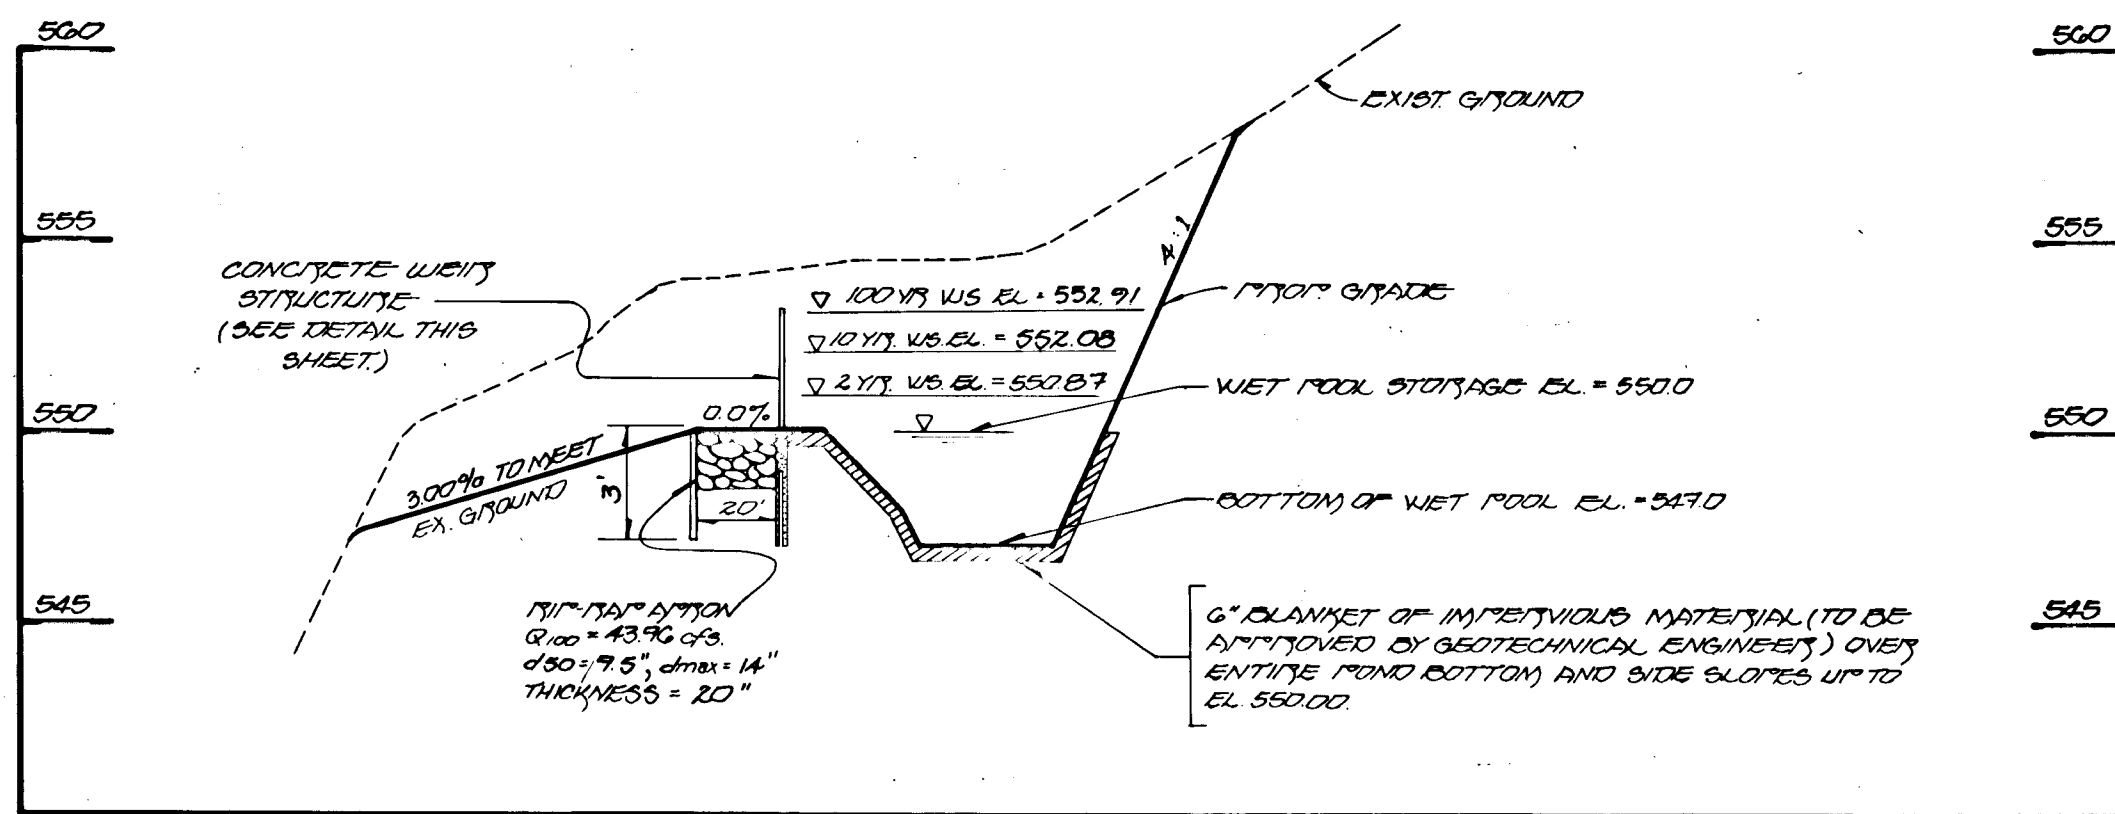 560
560
EXIST. GROUND
555
555
4:1
CONCRETE WEIR
STRUCTURE
(SEE DETAIL THIS
SHEET.)
100 YR WS EL = 552.91
PROP. GRADE
10 YR. WS. EL. = 552.08
2 YR. WS. EL. = 550.87
WET POOL STORAGE EL. = 550.0
550
550
0.0%
3.00% TO MEET
EX. GROUND
3'
20'
BOTTOM OF WET POOL EL. = 547.0
545
545
RIP-RAP APRON
Q100 = 43.96 cfs.
d50 = 9.5", dmax = 14"
THICKNESS = 20"
6" BLANKET OF IMPERVIOUS MATERIAL (TO BE
APPROVED BY GEOTECHNICAL ENGINEER) OVER
ENTIRE POND BOTTOM AND SIDE SLOPES UP TO
EL. 550.00.